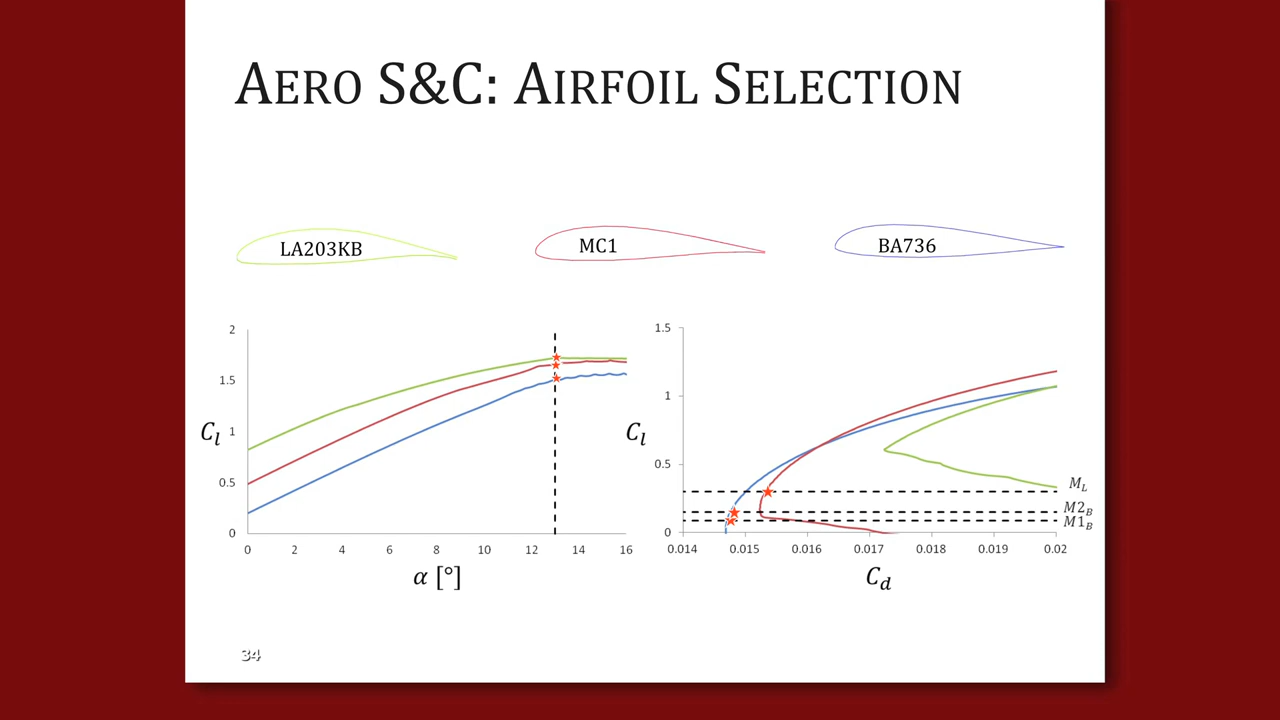 AERO S&C: AIRFOIL SELECTION
LA203KB
MC1
BA736
2
1.5
1
0.5
0
C_l
0 2 4 6 8 10 12 14 16
α [°]
1.5
1
0.5
0
C_l
M_L
M2_B
M1_B
0.014 0.015 0.016 0.017 0.018 0.019 0.02
C_d
34